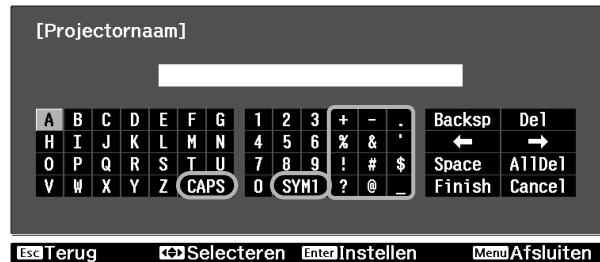 [Projectornaam]
A B C D E F G 1 2 3 + - . Backsp Del
H I J K L M N 4 5 6 % & ' ← →
O P Q R S T U 7 8 9 ! # $ Space AllDel
V W X Y Z CAPS 0 SYM1 ? @ _ Finish Cancel
Esc Terug Selecteren Enter Instellen Menu Afsluiten